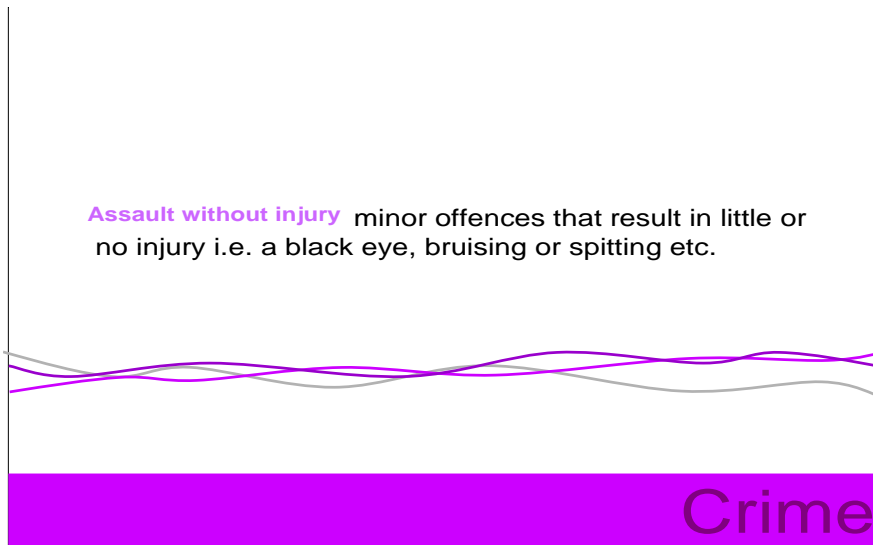 Assault without injury minor offences that result in little or
no injury i.e. a black eye, bruising or spitting etc.
Crime